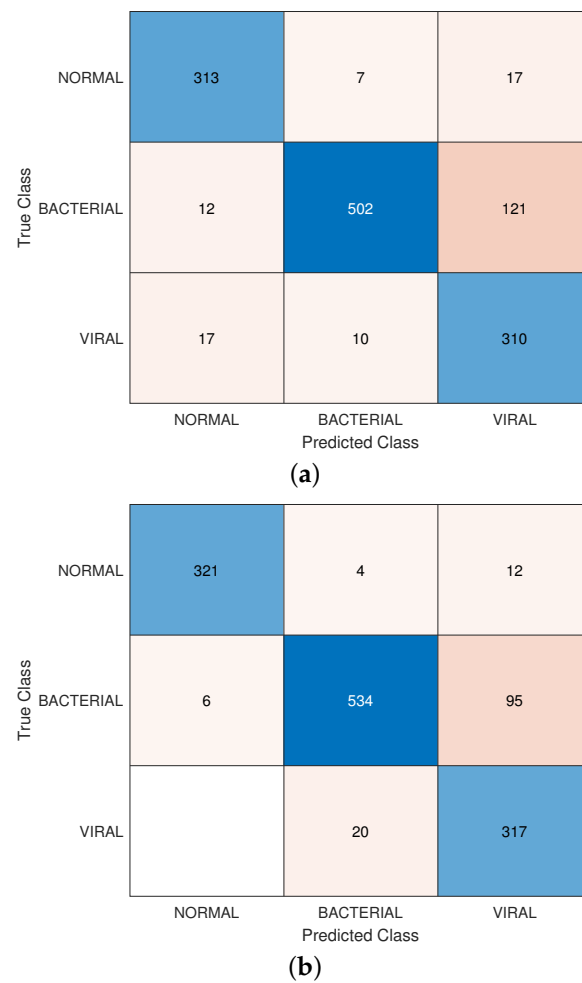 NORMAL 313 7 17
BACTERIAL 12 502 121
VIRAL 17 10 310
True Class
NORMAL BACTERIAL VIRAL
Predicted Class
(a)
NORMAL 321 4 12
BACTERIAL 6 534 95
VIRAL 20 317
True Class
NORMAL BACTERIAL VIRAL
Predicted Class
(b)